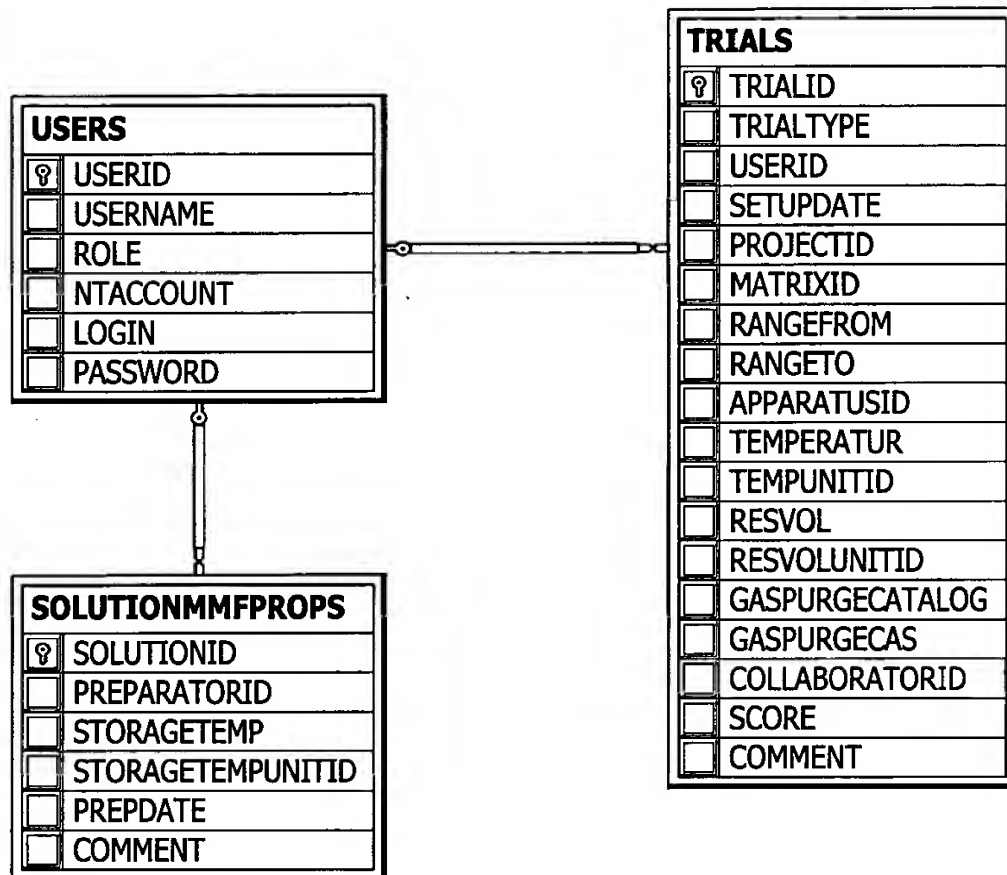 USERS
USERID
USERNAME
ROLE
NTACCOUNT
LOGIN
PASSWORD
SOLUTIONMMFPROPS
SOLUTIONID
PREPARATORID
STORAGETEMP
STORAGETEMPUNITID
PREPDATE
COMMENT
TRIALS
TRIALID
TRIALTYPE
USERID
SETUPDATE
PROJECTID
MATRIXID
RANGEFROM
RANGETO
APPARATUSID
TEMPERATUR
TEMPUNITID
RESVOL
RESVOLUNITID
GASPURGECATALOG
GASPURGECAS
COLLABORATORID
SCORE
COMMENT